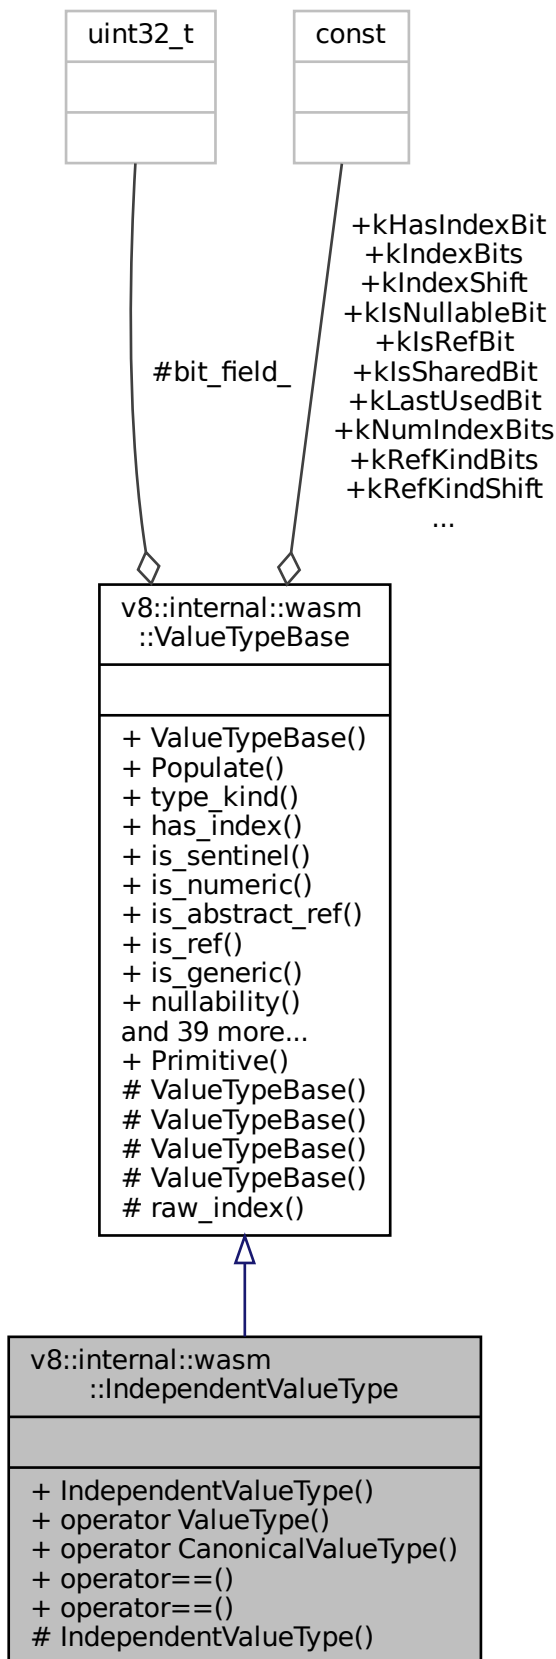 uint32_t
const
+kHasIndexBit
+kIndexBits
+kIndexShift
+kIsNullableBit
+kIsRefBit
+kIsSharedBit
+kLastUsedBit
+kNumIndexBits
+kRefKindBits
+kRefKindShift
...
#bit_field_
v8::internal::wasm
::ValueTypeBase
+ ValueTypeBase()
+ Populate()
+ type_kind()
+ has_index()
+ is_sentinel()
+ is_numeric()
+ is_abstract_ref()
+ is_ref()
+ is_generic()
+ nullability()
and 39 more...
+ Primitive()
# ValueTypeBase()
# ValueTypeBase()
# ValueTypeBase()
# ValueTypeBase()
# raw_index()
v8::internal::wasm
::IndependentValueType
+ IndependentValueType()
+ operator ValueType()
+ operator CanonicalValueType()
+ operator==()
+ operator==()
# IndependentValueType()